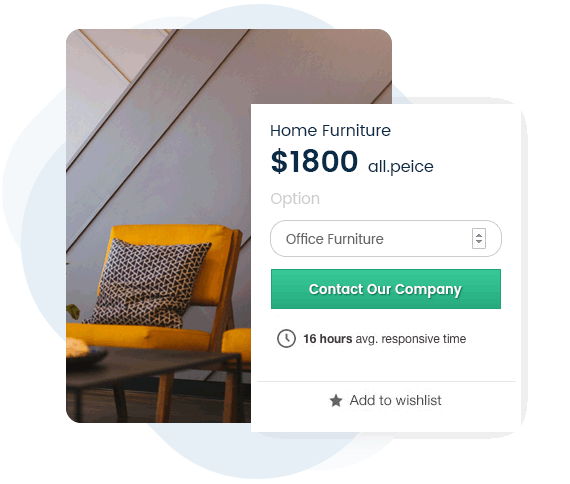 Home Furniture
$1800 all.peice
Option
Office Furniture
Contact Our Company
16 hours avg. responsive time
Add to wishlist